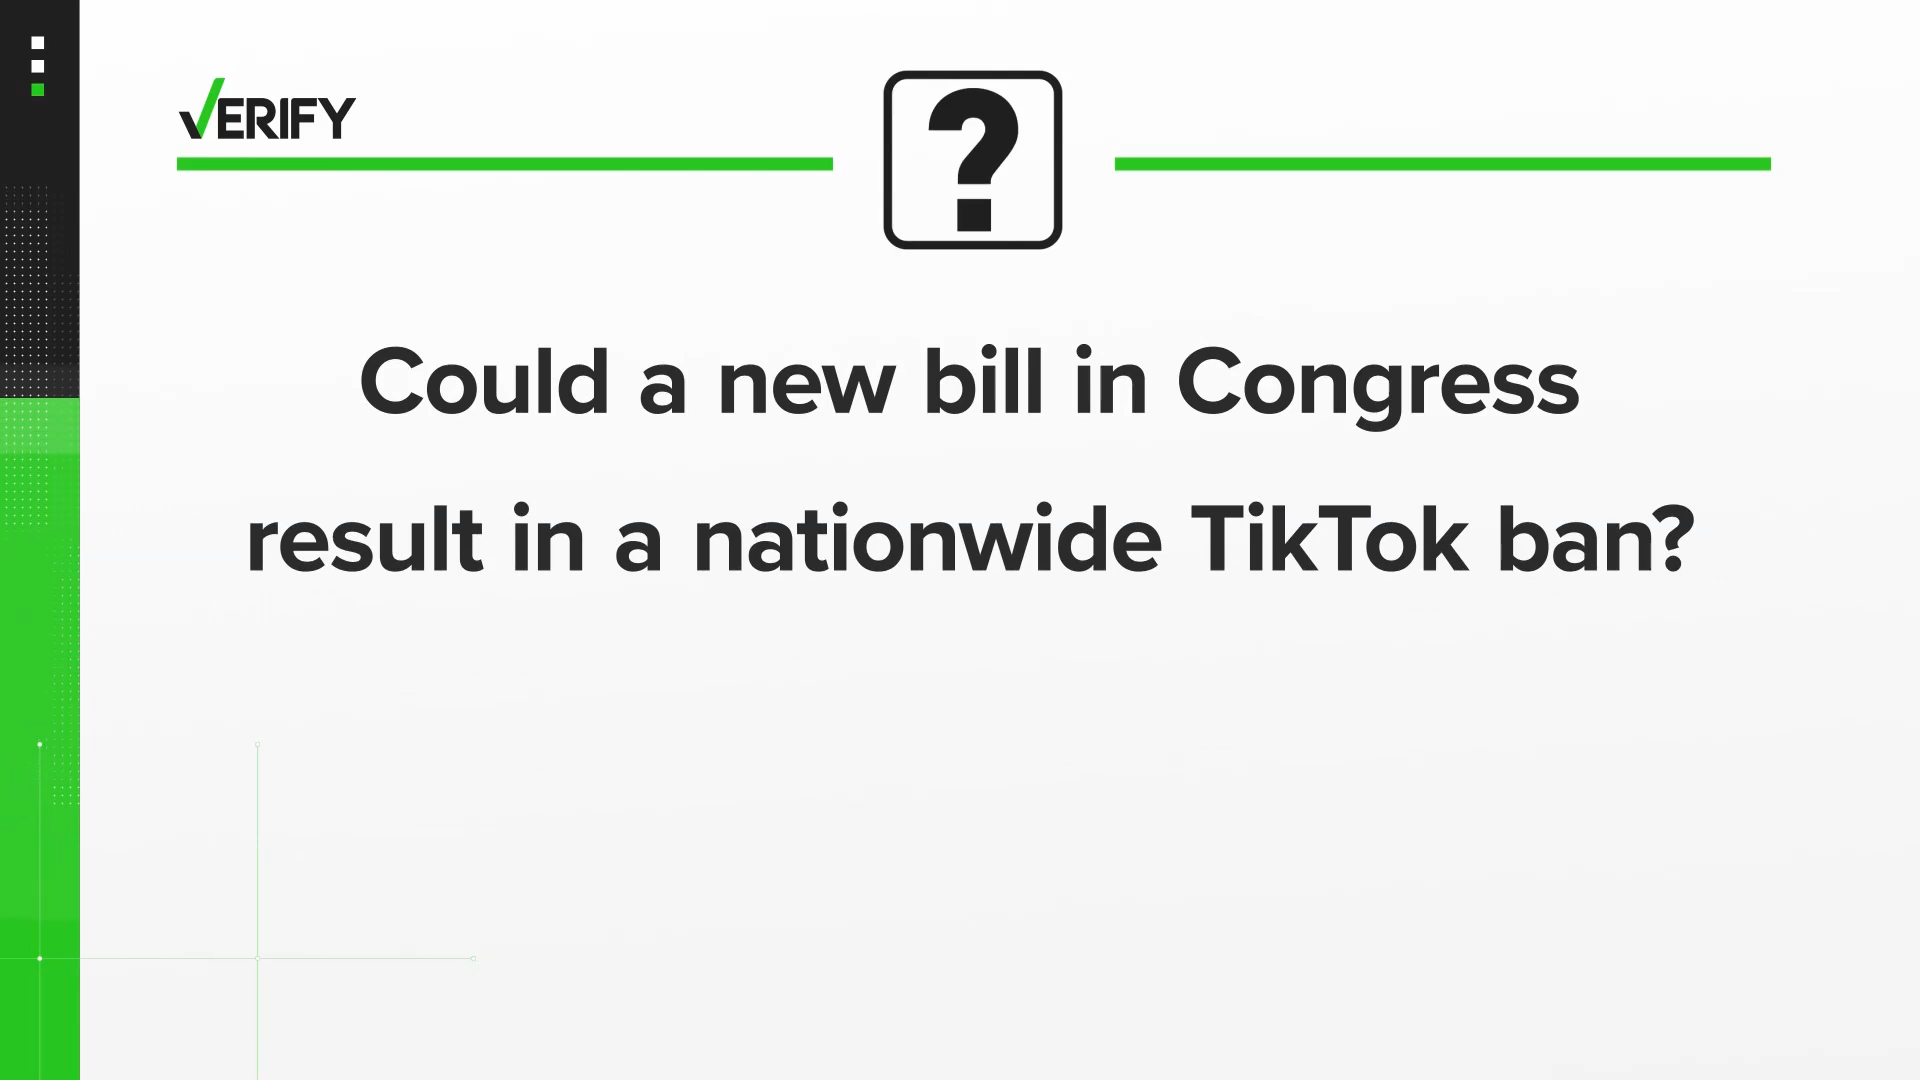 VERIFY
?
Could a new bill in Congress
result in a nationwide TikTok ban?